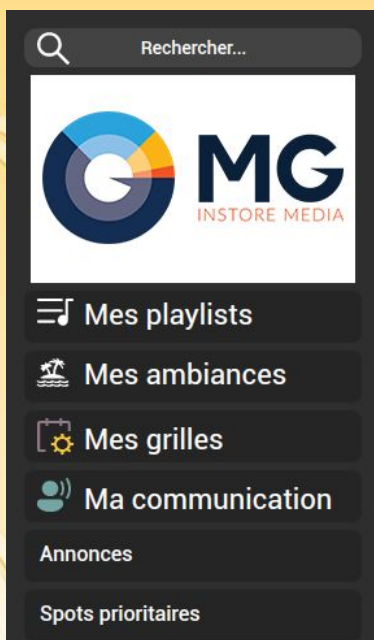 Rechercher...
MG
INSTORE MEDIA
Mes playlists
Mes ambiances
Mes grilles
Ma communication
Annonces
Spots prioritaires